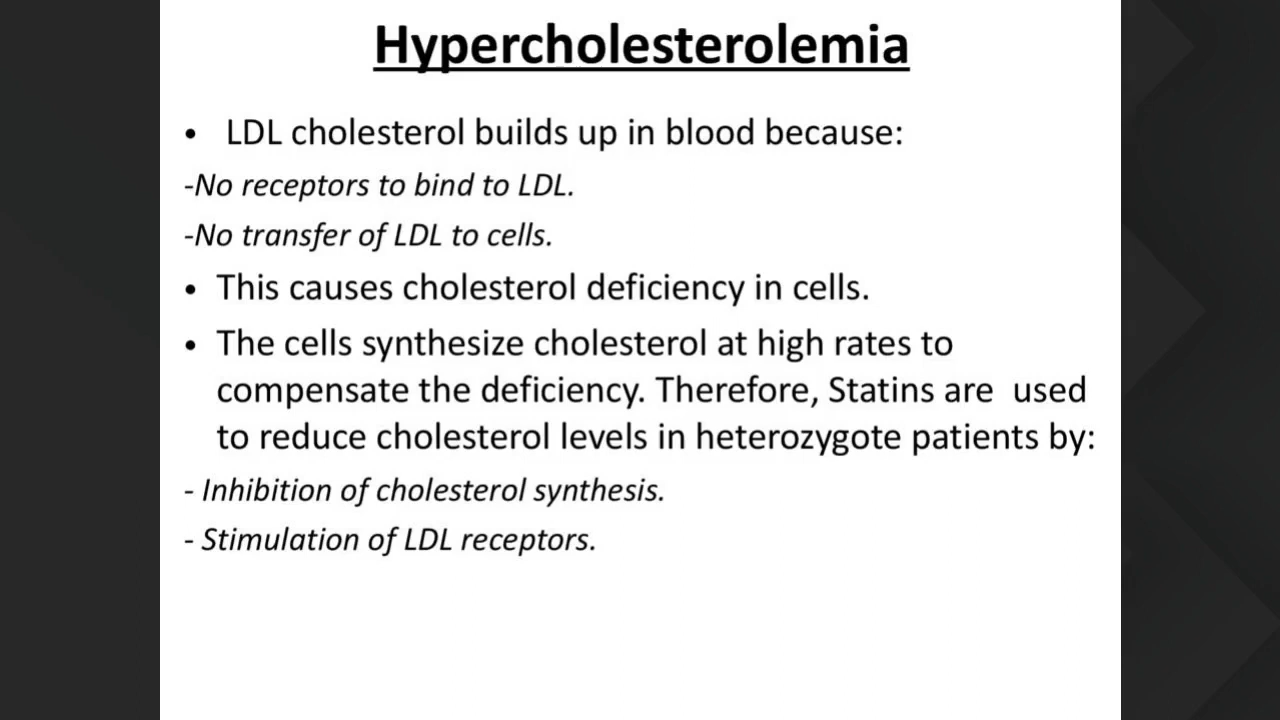 Hypercholesterolemia
• LDL cholesterol builds up in blood because:
-No receptors to bind to LDL.
-No transfer of LDL to cells.
• This causes cholesterol deficiency in cells.
• The cells synthesize cholesterol at high rates to
compensate the deficiency. Therefore, Statins are  used
to reduce cholesterol levels in heterozygote patients by:
- Inhibition of cholesterol synthesis.
- Stimulation of LDL receptors.